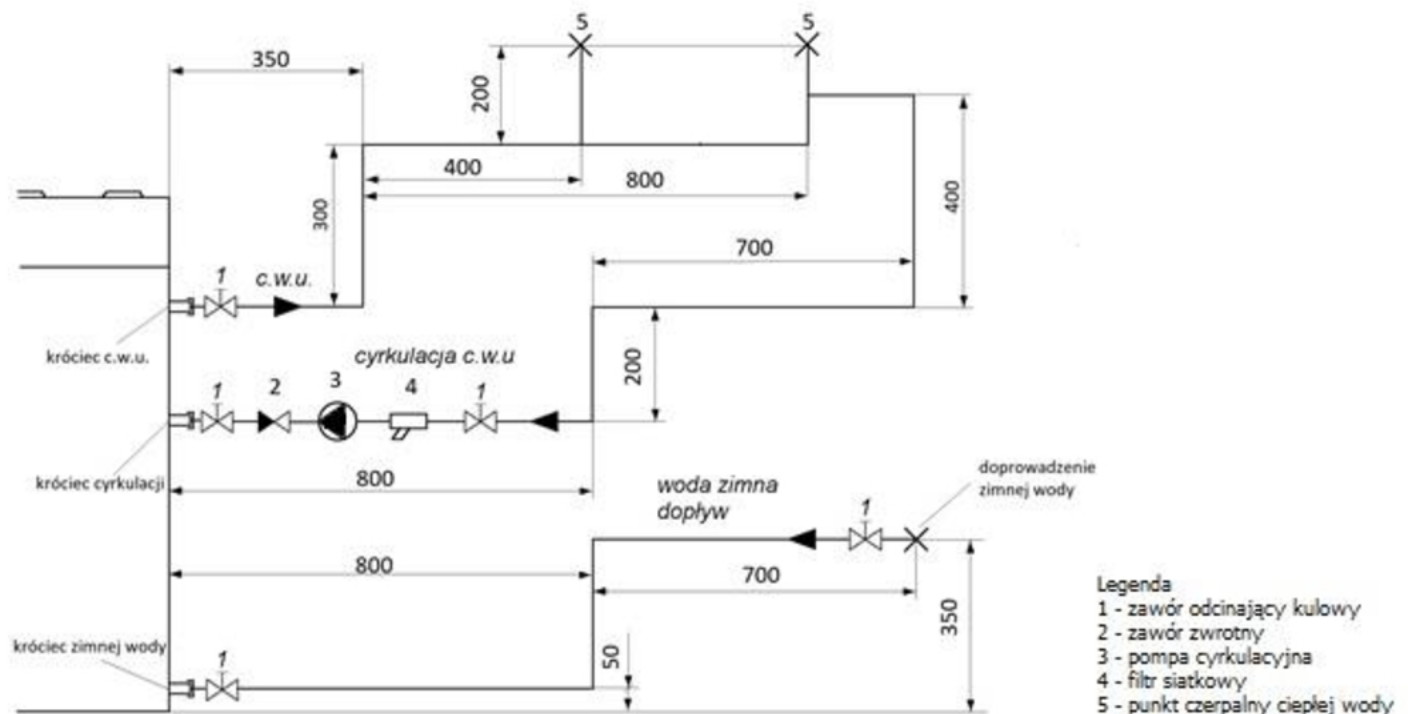 5 5
350
200
400
800
300
400
700
1 c.w.u.
króciec c.w.u.
cyrkulacja c.w.u
1 2 3 4 1
200
króciec cyrkulacji
800
woda zimna
dopływ
doprowadzenie
zimnej wody
1
800
700
350
króciec zimnej wody
1
50
Legenda
1 - zawór odcinający kulowy
2 - zawór zwrotny
3 - pompa cyrkulacyjna
4 - filtr siatkowy
5 - punkt czerpalny ciepłej wody